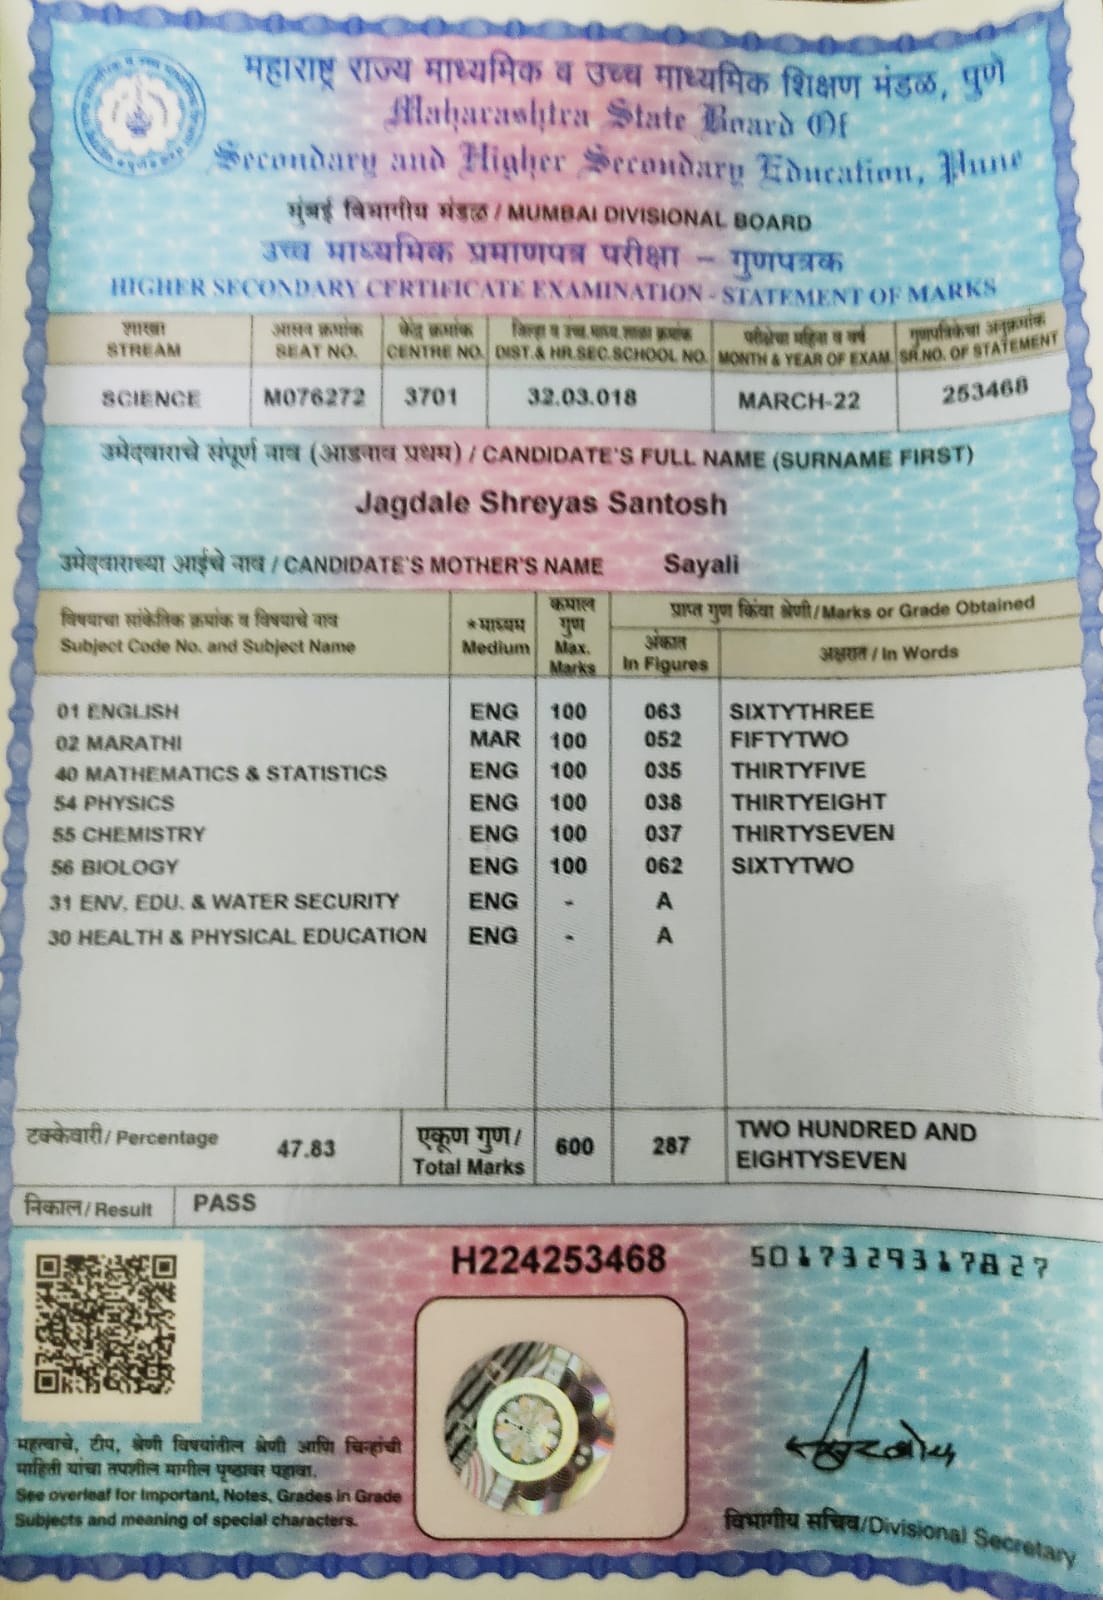 महाराष्ट्र राज्य माध्यमिक व उच्च माध्यमिक शिक्षण मंडळ, पुणे
Maharashtra State Board Of
Secondary and Higher Secondary Education, Pune
मुंबई विभागीय मंडळ / MUMBAI DIVISIONAL BOARD
उच्च माध्यमिक प्रमाणपत्र परीक्षा – गुणपत्रक
HIGHER SECONDARY CERTIFICATE EXAMINATION - STATEMENT OF MARKS
शाखा आसन क्रमांक केंद्र क्रमांक जिल्हा व उच्च.माध्य.शाळा क्रमांक परीक्षेचा महिना व वर्ष गुणपत्रिकेचा अनुक्रमांक
STREAM SEAT NO. CENTRE NO. DIST. & HR.SEC.SCHOOL NO. MONTH & YEAR OF EXAM. SR.NO. OF STATEMENT
SCIENCE M076272 3701 32.03.018 MARCH-22 253468
उमेदवाराचे संपूर्ण नाव (आडनाव प्रथम) / CANDIDATE'S FULL NAME (SURNAME FIRST)
Jagdale Shreyas Santosh
उमेदवाराच्या आईचे नाव / CANDIDATE'S MOTHER'S NAME Sayali
विषयाचा सांकेतिक क्रमांक व विषयाचे नाव
Subject Code No. and Subject Name
*माध्यम
Medium
कमाल
गुण
Max.
Marks
प्राप्त गुण किंवा श्रेणी/Marks or Grade Obtained
अंकात
In Figures
अक्षरात / In Words
01 ENGLISH ENG 100 063 SIXTYTHREE
02 MARATHI MAR 100 052 FIFTYTWO
40 MATHEMATICS & STATISTICS ENG 100 035 THIRTYFIVE
54 PHYSICS ENG 100 038 THIRTYEIGHT
55 CHEMISTRY ENG 100 037 THIRTYSEVEN
56 BIOLOGY ENG 100 062 SIXTYTWO
31 ENV. EDU. & WATER SECURITY ENG - A
30 HEALTH & PHYSICAL EDUCATION ENG - A
टक्केवारी/ Percentage 47.83
एकूण गुण/
Total Marks
600 287
TWO HUNDRED AND
EIGHTYSEVEN
निकाल/ Result PASS
H224253468 5017329317827
महत्वाचे, टीप, श्रेणी विषयांतील श्रेणी आणि चिन्हांची
माहिती यांचा तपशील मागील पृष्ठावर पहावा.
See overleaf for Important, Notes, Grades in Grade
Subjects and meaning of special characters.
विभागीय सचिव/Divisional Secretary